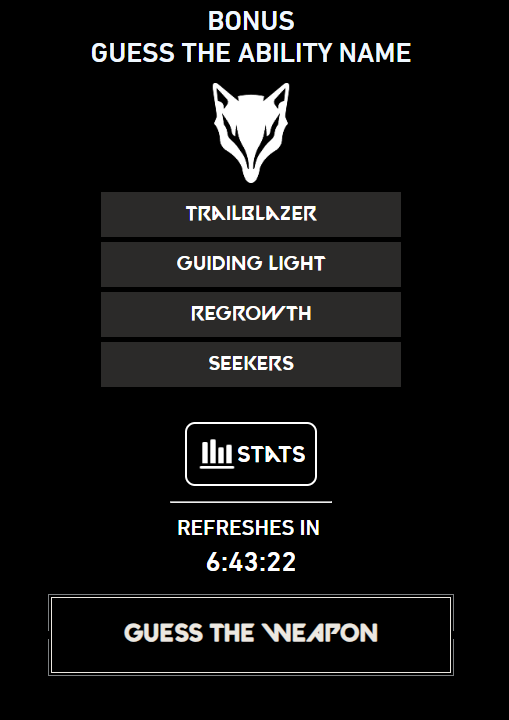 BONUS
GUESS THE ABILITY NAME
TRAILBLAZER
GUIDING LIGHT
REGROWTH
SEEKERS
STATS
REFRESHES IN
6:43:22
GUESS THE WEAPON